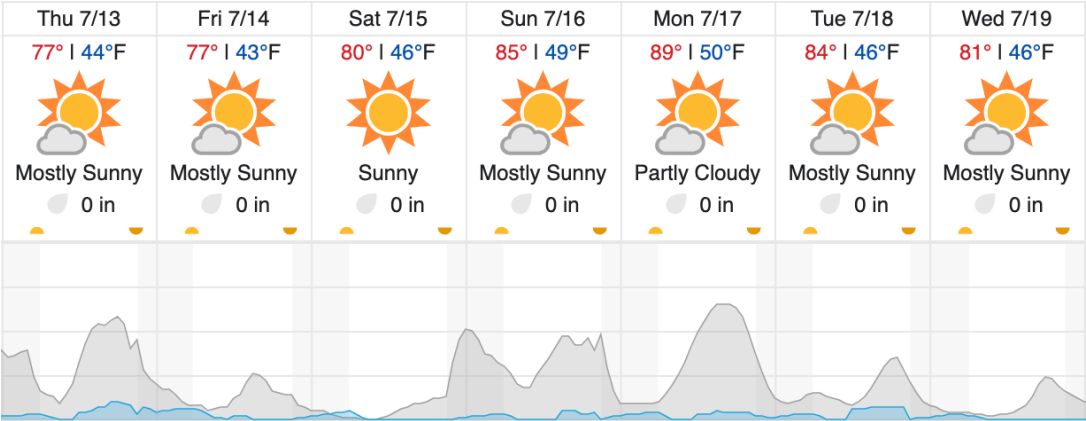 Thu 7/13 Fri 7/14 Sat 7/15 Sun 7/16 Mon 7/17 Tue 7/18 Wed 7/19
77° | 44°F 77° | 43°F 80° | 46°F 85° | 49°F 89° | 50°F 84° | 46°F 81° | 46°F
Mostly Sunny Mostly Sunny Sunny Mostly Sunny Partly Cloudy Mostly Sunny Mostly Sunny
0 in 0 in 0 in 0 in 0 in 0 in 0 in